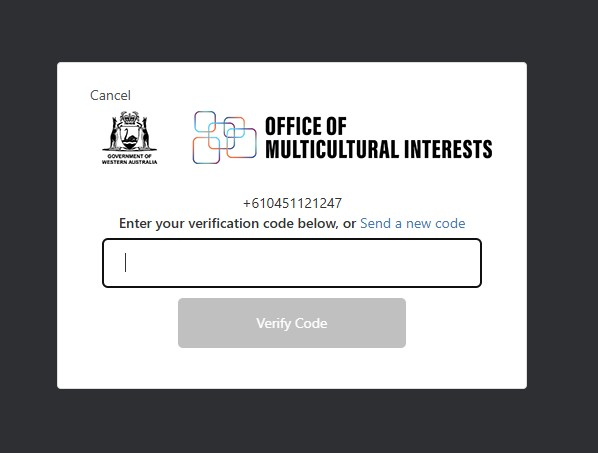 Cancel
GOVERNMENT OF
WESTERN AUSTRALIA
OFFICE OF
MULTICULTURAL INTERESTS
+610451121247
Enter your verification code below, or Send a new code
Verify Code